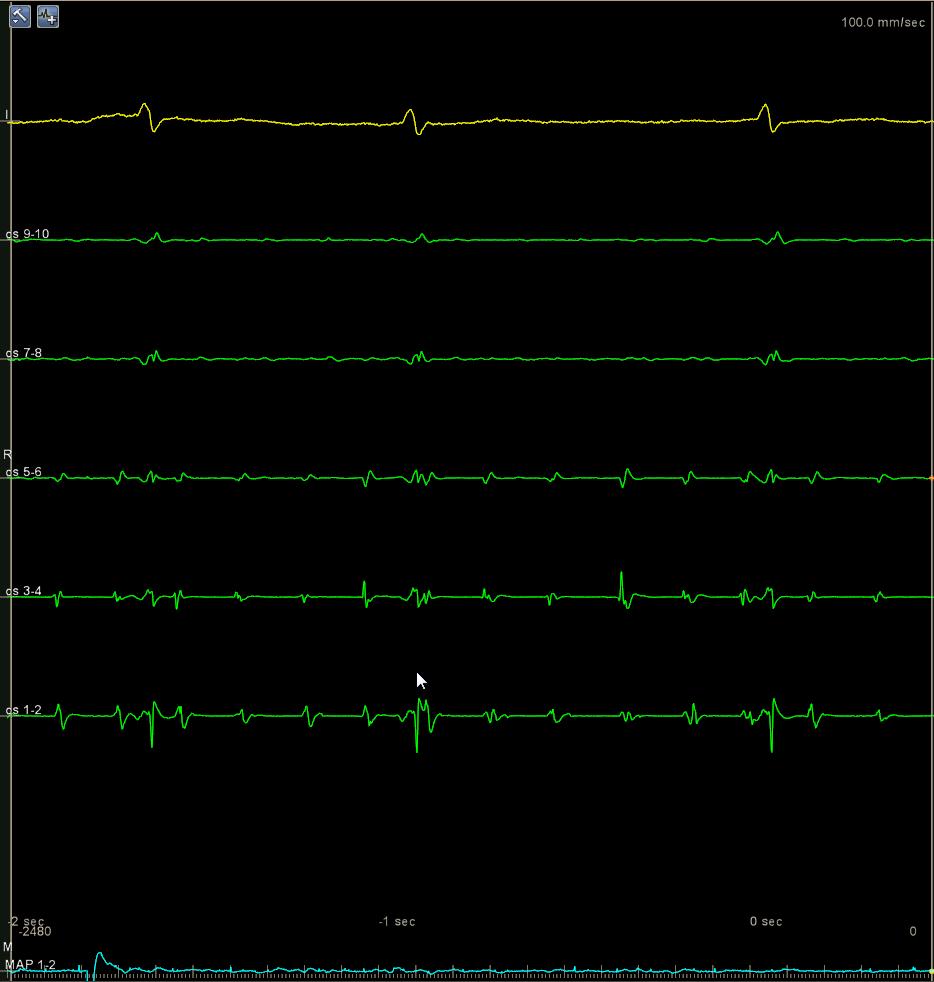 100.0 mm/sec
I
cs 9-10
cs 7-8
R
cs 5-6
cs 3-4
cs 1-2
-2 sec
-1 sec
0 sec
-2480
0
M
MAP 1-2